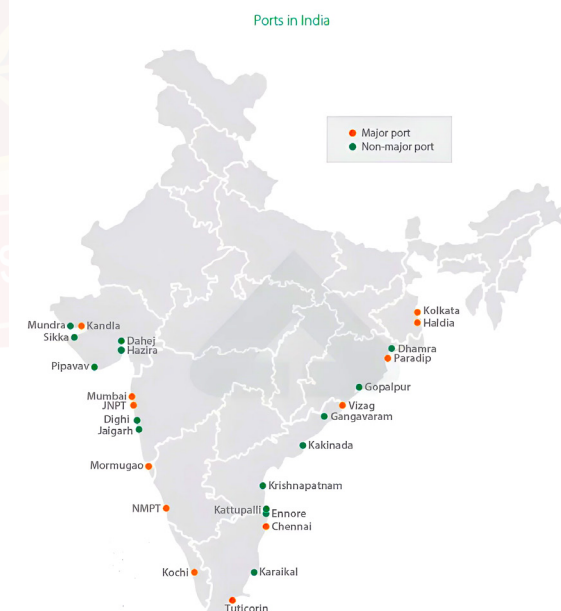 Ports in India
Major port
Non-major port
Kolkata
Haldia
Mundra
Kandla
Sikka
Dahej
Hazira
Dhamra
Paradip
Pipavav
Gopalpur
Mumbai
JNPT
Vizag
Gangavaram
Dighi
Jaigarh
Kakinada
Mormugao
Krishnapatnam
NMPT
Kattupalli
Ennore
Chennai
Kochi
Karaikal
Tuticorin